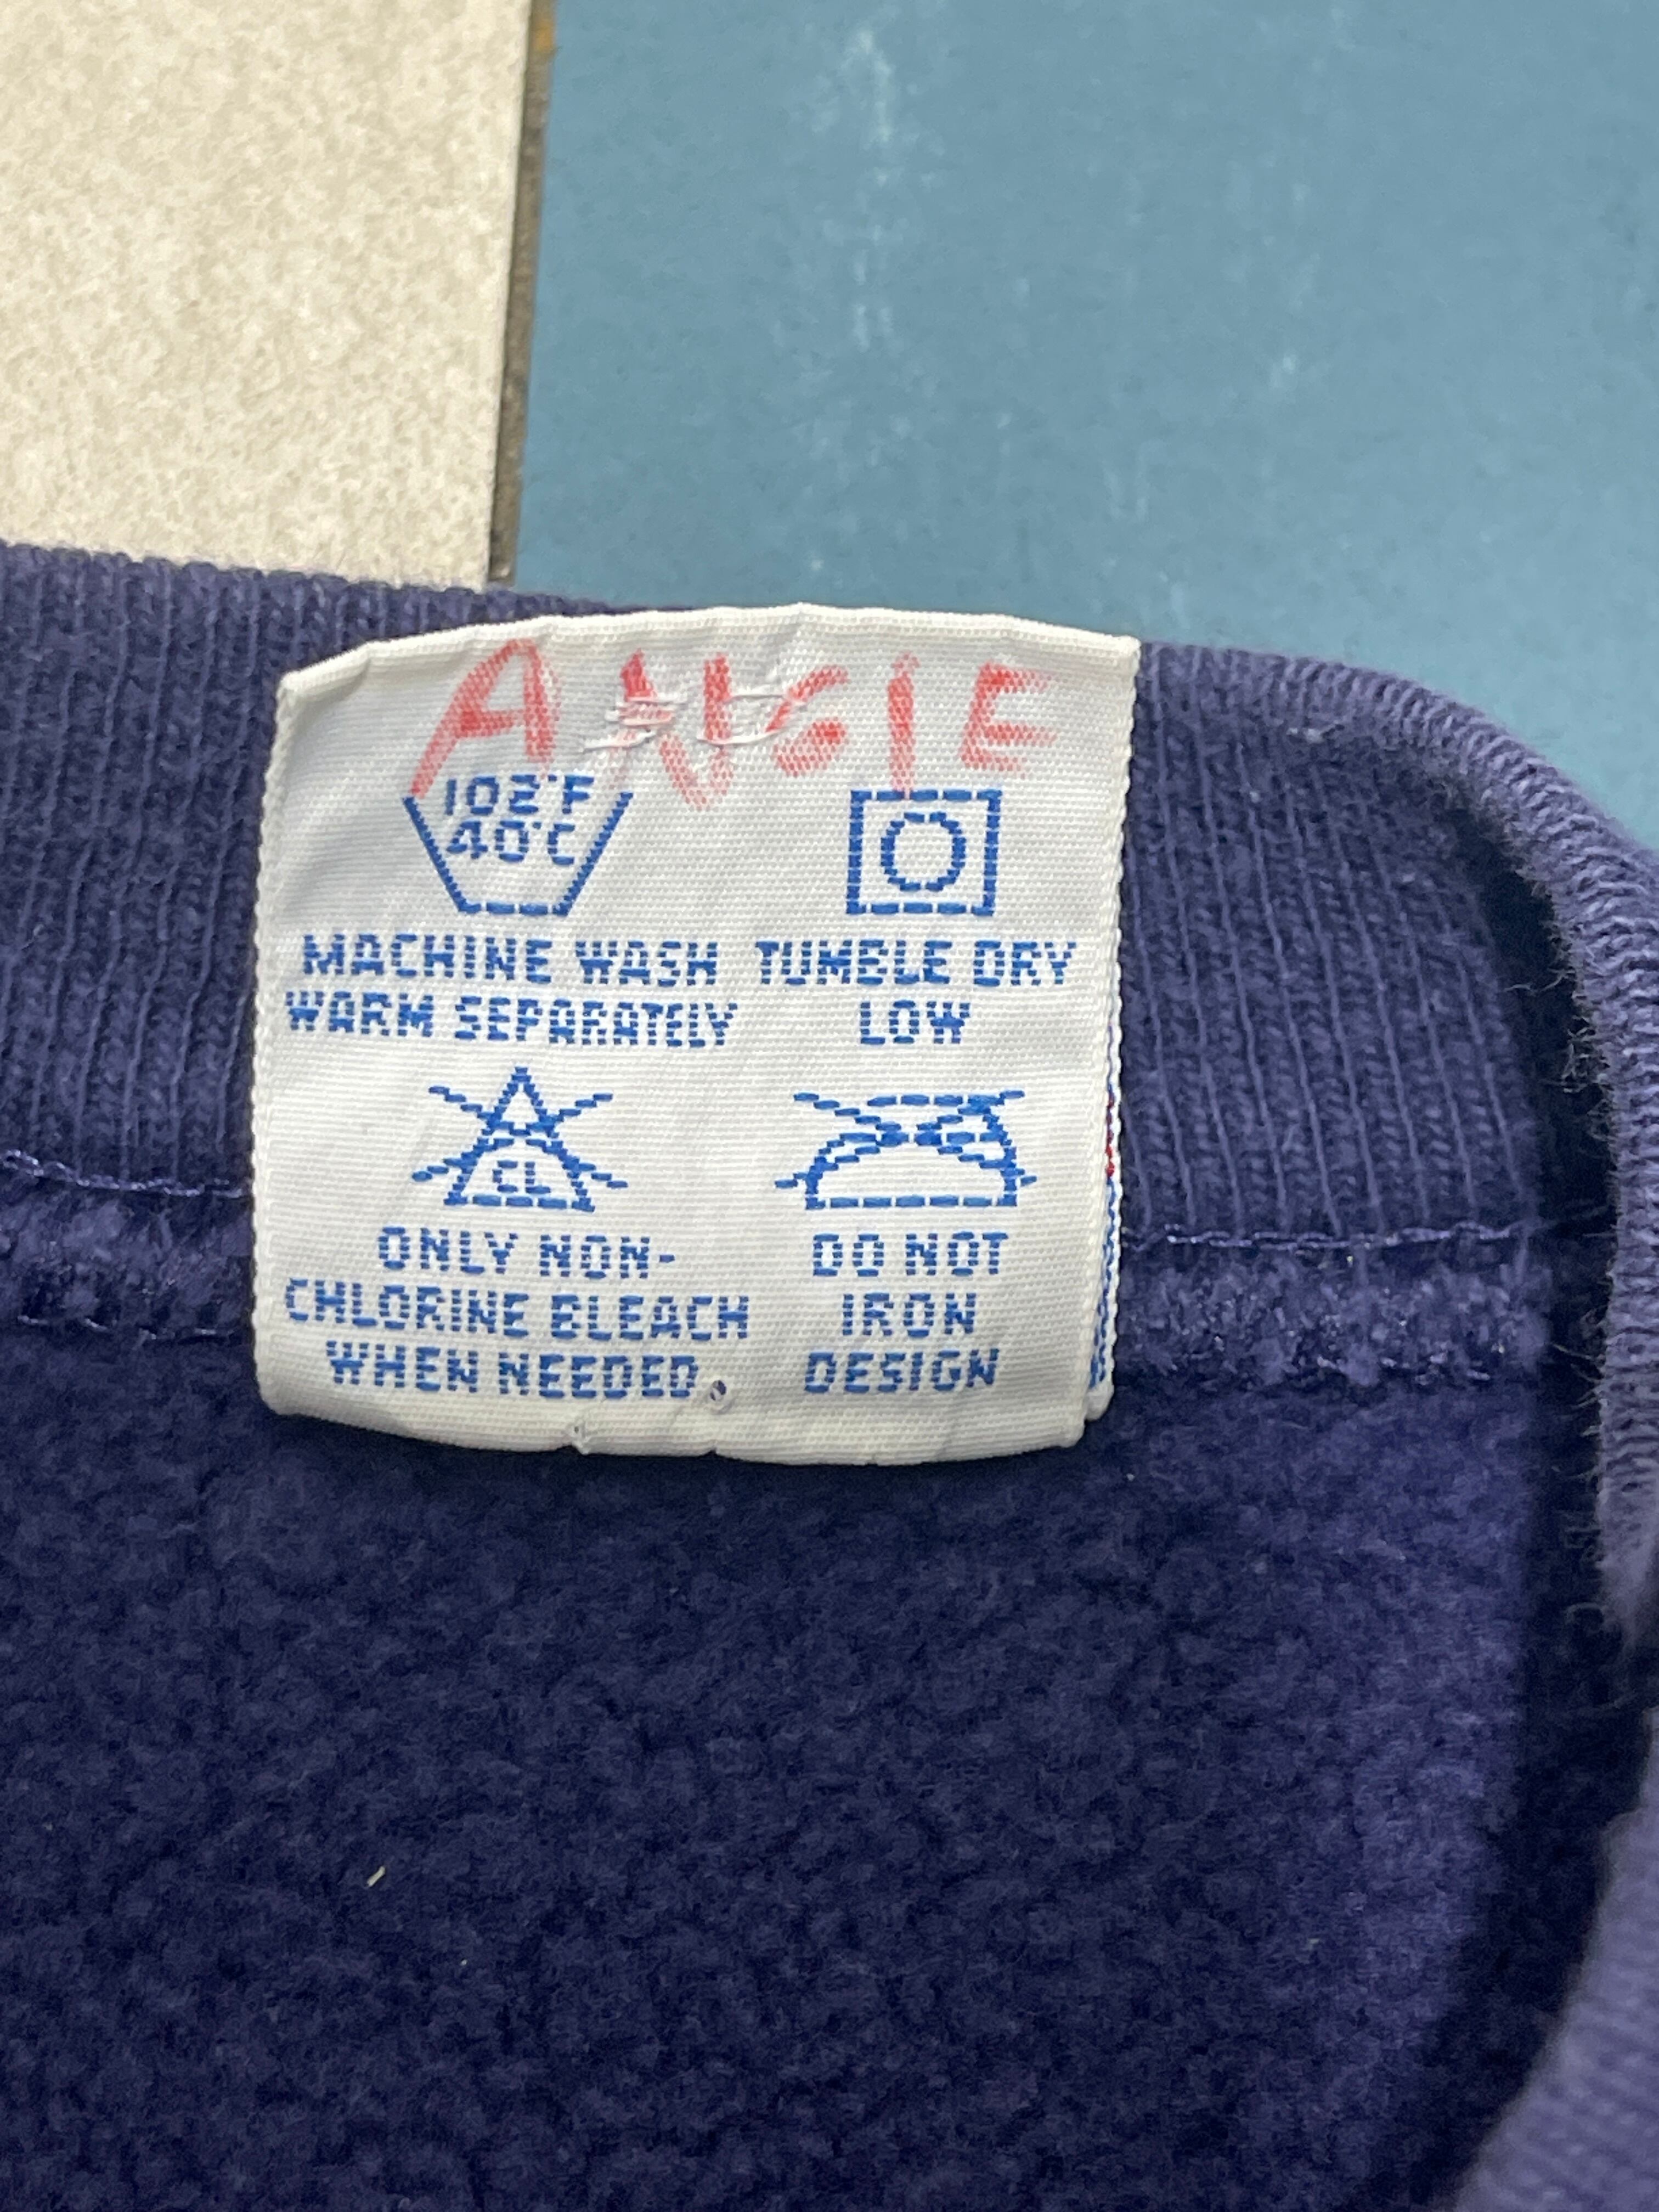 ANGIE
102°F
40°C
MACHINE WASH
WARM SEPARATELY
TUMBLE DRY
LOW
CL
ONLY NON-
CHLORINE BLEACH
WHEN NEEDED.
DO NOT
IRON
DESIGN